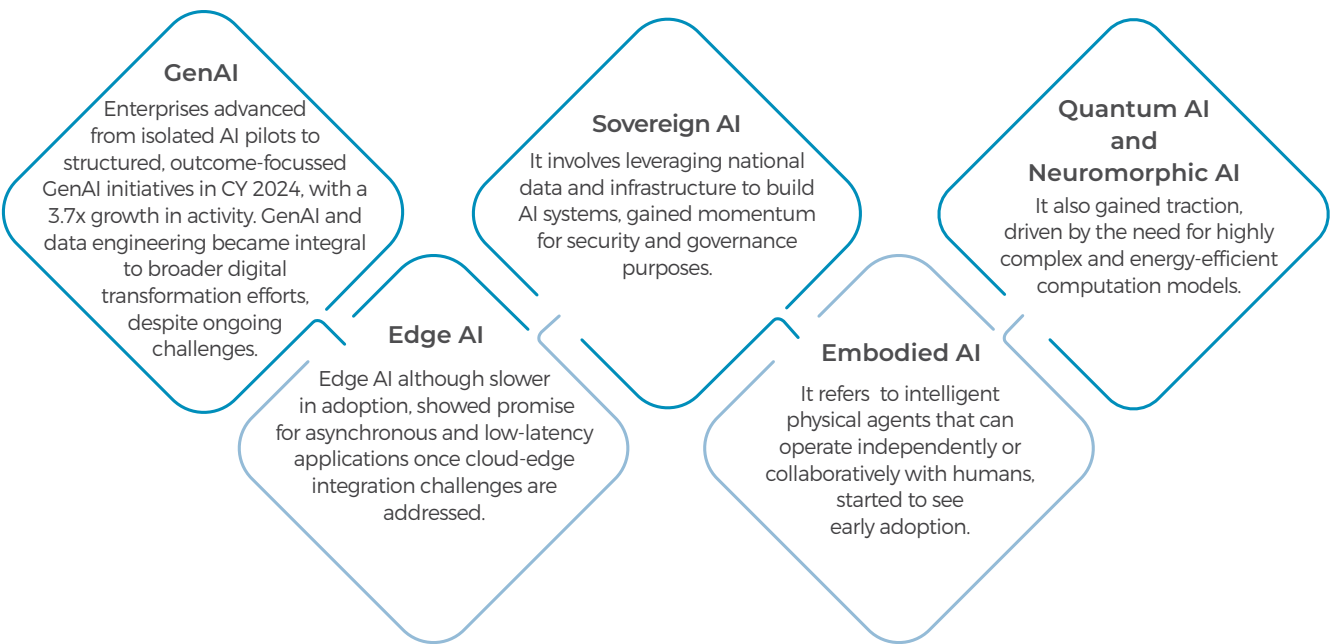 GenAI
Enterprises advanced
from isolated AI pilots to
structured, outcome-focussed
GenAI initiatives in CY 2024, with a
3.7x growth in activity. GenAI and
data engineering became integral
to broader digital
transformation efforts,
despite ongoing
challenges.
Edge AI
Edge AI although slower
in adoption, showed promise
for asynchronous and low-latency
applications once cloud-edge
integration challenges are
addressed.
Sovereign AI
It involves leveraging national
data and infrastructure to build
AI systems, gained momentum
for security and governance
purposes.
Embodied AI
It refers  to intelligent
physical agents that can
operate independently or
collaboratively with humans,
started to see
early adoption.
Quantum AI
and
Neuromorphic AI
It also gained traction,
driven by the need for highly
complex and energy-efficient
computation models.